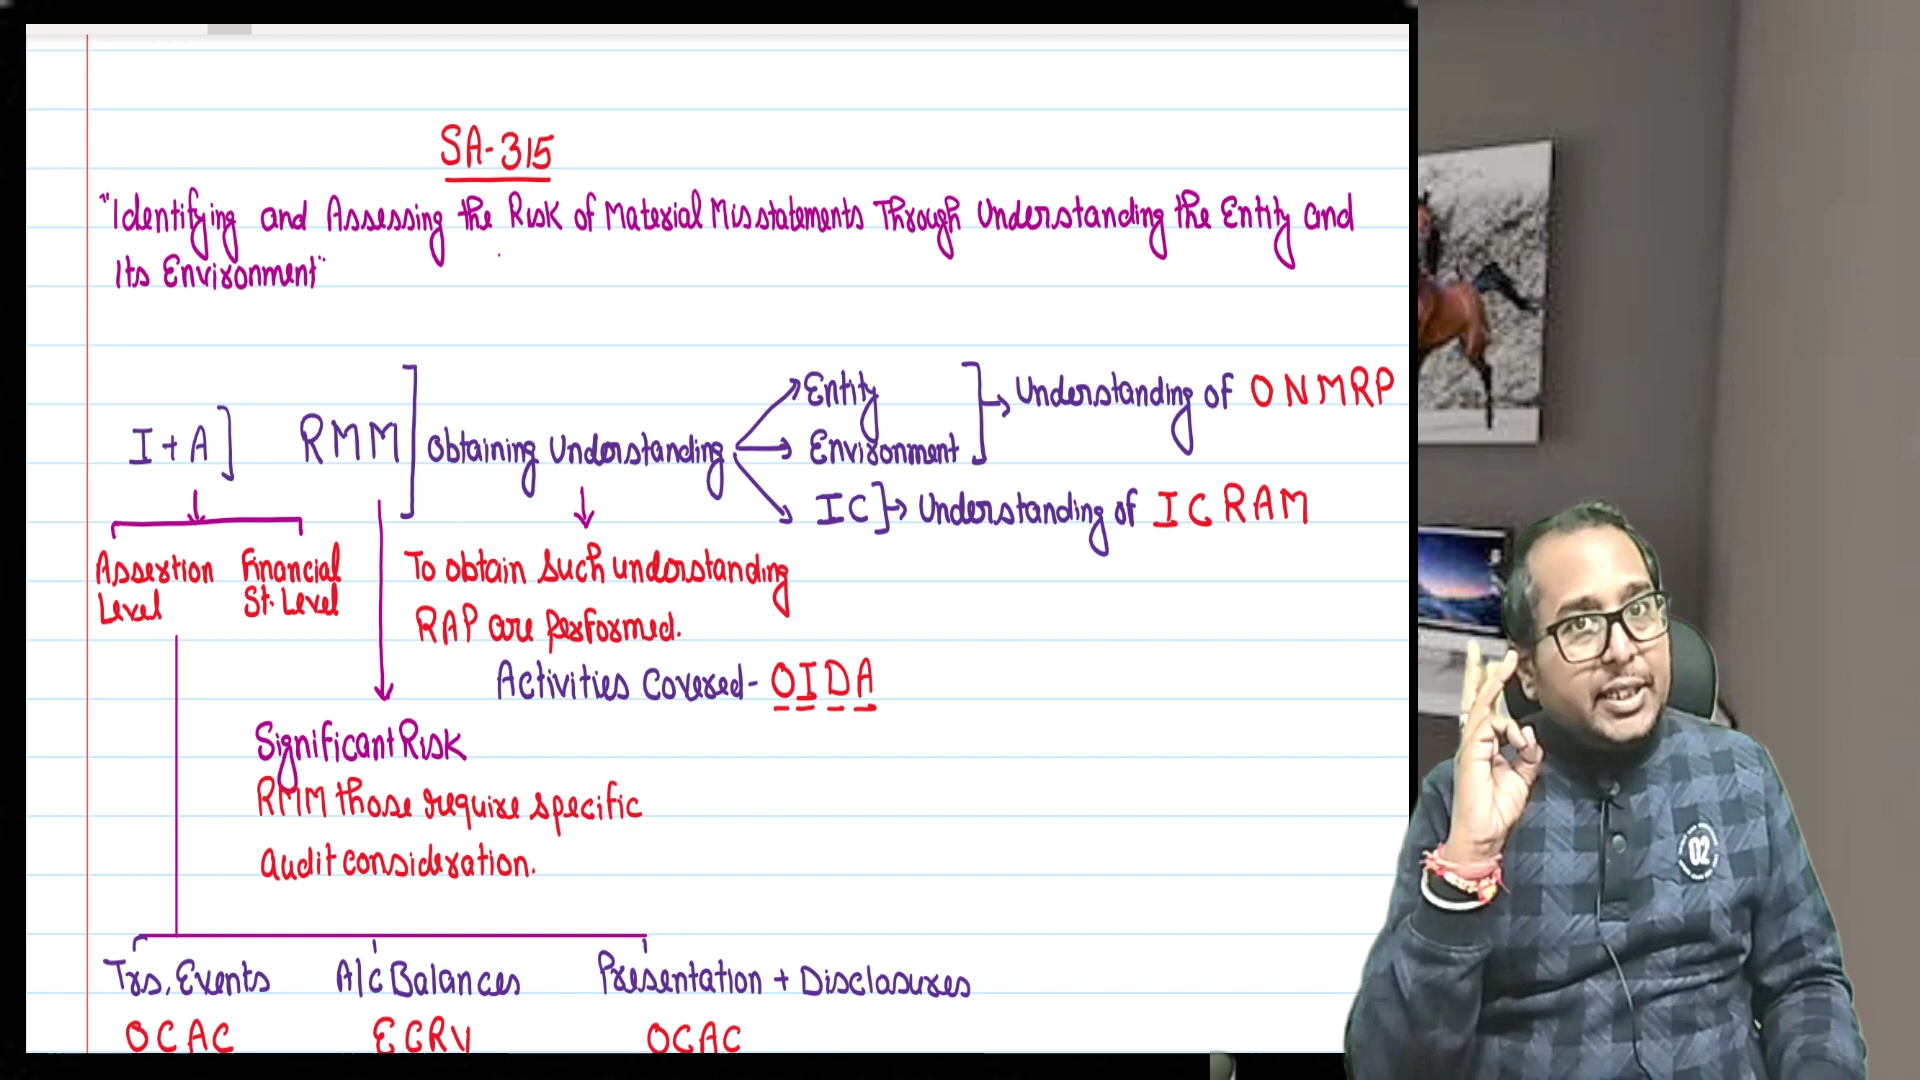 SA-315
"Identifying and Assessing the Risk of Material Misstatements Through Understanding the Entity and
Its Environment"
I + A] RMM] Obtaining Understanding
Entity
Environment
] → Understanding of ONMRP
IC} → Understanding of ICRAM
Assertion Level
Financial St. Level
To obtain such understanding
RAP are performed.
Activities Covered - OIDA
Significant Risk
RMM those require specific
audit consideration.
Trs, Events A/c Balances Presentation + Disclosures
OCAC ECRV OCAC
02